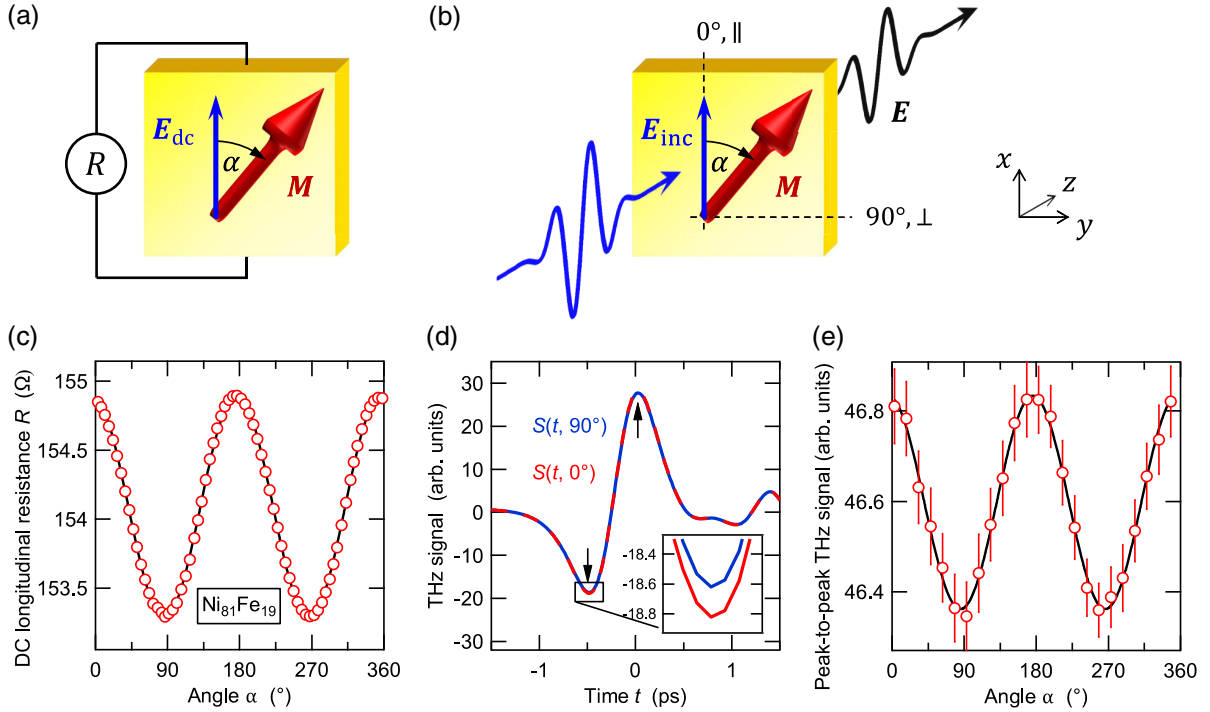 (a)
R
E dc
α
M
(b)
0°, ∥
E inc
α
M
E
90°, ⊥
x
z
y
(c)
DC longitudinal resistance R (Ω)
155
154.5
154
153.5
Ni81Fe19
0 90 180 270 360
Angle α (°)
(d)
THz signal (arb. units)
30
20
10
0
-10
-20
-30
S(t, 90°)
S(t, 0°)
-18.4
-18.6
-18.8
-1 0 1
Time t (ps)
(e)
Peak-to-peak THz signal (arb. units)
46.8
46.6
46.4
0 90 180 270 360
Angle α (°)